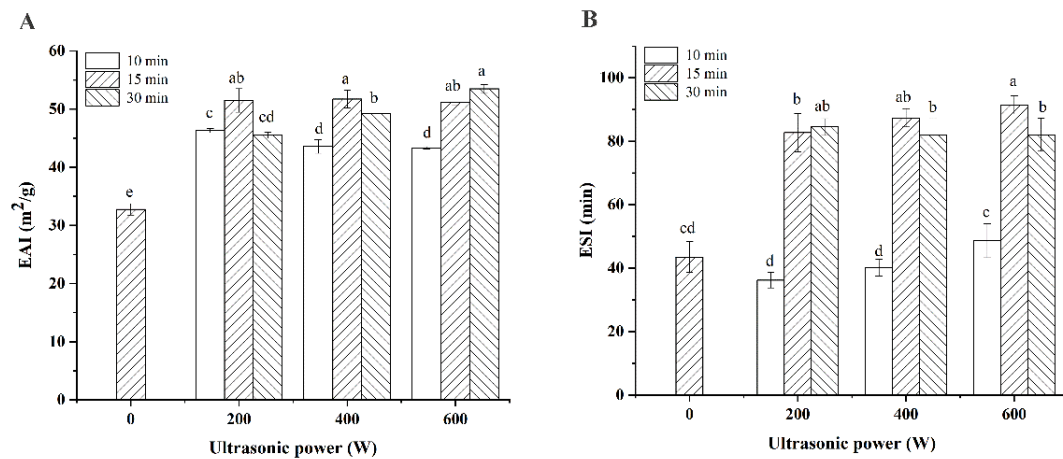 A
10 min
15 min
30 min
60
50
40
30
20
10
0
EAI (m²/g)
e
c
ab
cd
d
a
b
d
ab
a
0
200
400
600
Ultrasonic power (W)
B
10 min
15 min
30 min
100
80
60
40
20
0
ESI (min)
cd
d
b
ab
d
ab
b
c
a
b
0
200
400
600
Ultrasonic power (W)